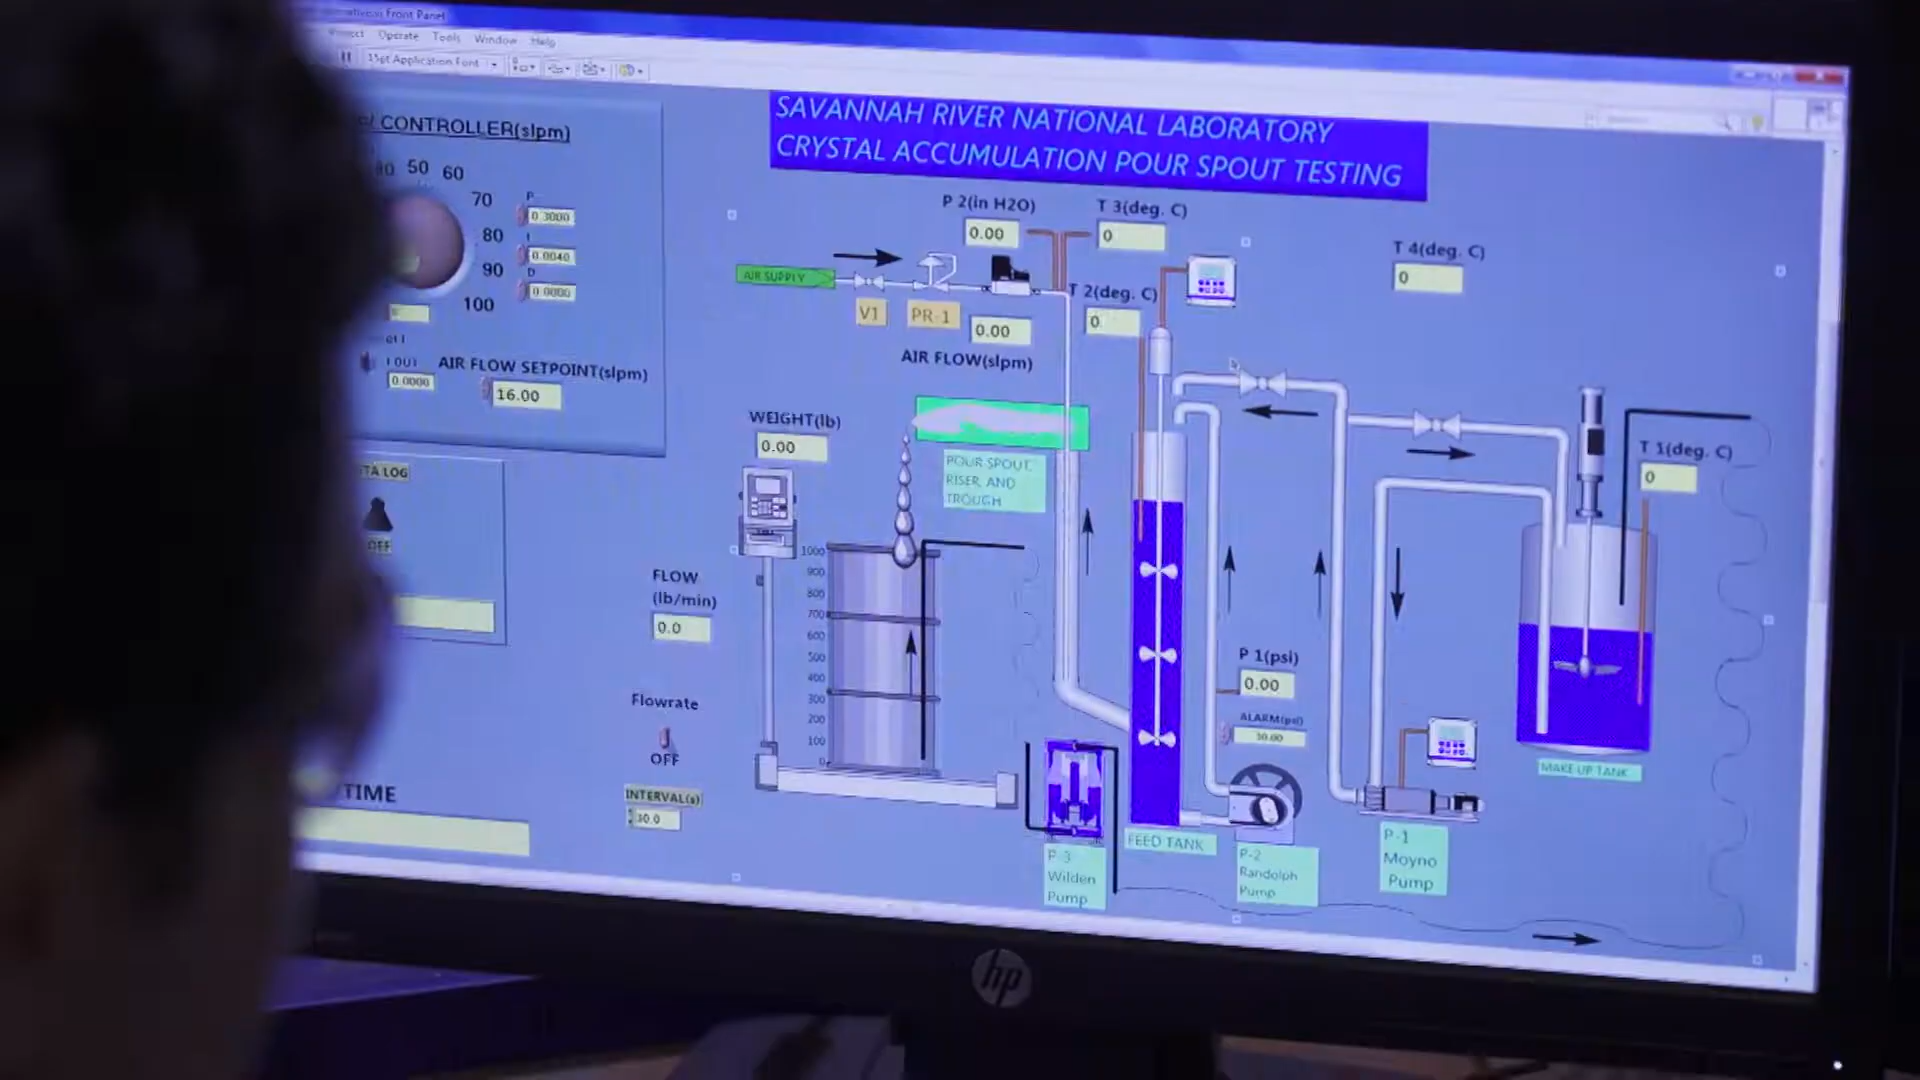 Front Panel
Project Operate Tools Window Help
15pt Application Font
CONTROLLER(slpm)
50
60
70
80
90
100
P
0.3000
I
0.0040
D
0.0000
0.0000
AIR FLOW SETPOINT(slpm)
16.00
LOG
OFF
TIME
SAVANNAH RIVER NATIONAL LABORATORY
CRYSTAL ACCUMULATION POUR SPOUT TESTING
P 2(in H2O)
0.00
T 3(deg. C)
0
T 4(deg. C)
0
AIR SUPPLY
V1
PR-1
0.00
AIR FLOW(slpm)
T 2(deg. C)
0
WEIGHT(lb)
0.00
POUR SPOUT,
RISER, AND
TROUGH
T 1(deg. C)
0
1000
900
800
700
600
500
400
300
200
100
0
FLOW
(lb/min)
0.0
Flowrate
OFF
INTERVAL(s)
30.0
P 1(psi)
0.00
ALARM(psi)
30.00
MAKE UP TANK
FEED TANK
P-3
Wilden
Pump
P-2
Randolph
Pump
P-1
Moyno
Pump
hp